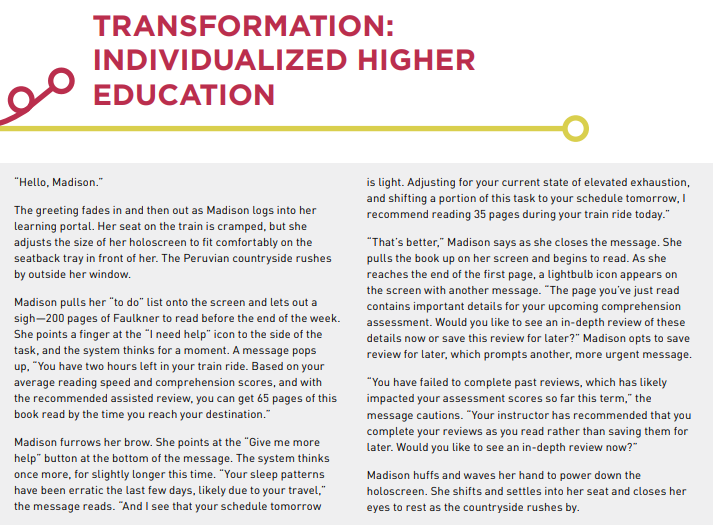 TRANSFORMATION:
INDIVIDUALIZED HIGHER
EDUCATION
“Hello, Madison.”
The greeting fades in and then out as Madison logs into her
learning portal. Her seat on the train is cramped, but she
adjusts the size of her holoscreen to fit comfortably on the
seatback tray in front of her. The Peruvian countryside rushes
by outside her window.
Madison pulls her “to do” list onto the screen and lets out a
sigh—200 pages of Faulkner to read before the end of the week.
She points a finger at the “I need help” icon to the side of the
task, and the system thinks for a moment. A message pops
up, “You have two hours left in your train ride. Based on your
average reading speed and comprehension scores, and with
the recommended assisted review, you can get 65 pages of this
book read by the time you reach your destination.”
Madison furrows her brow. She points at the “Give me more
help” button at the bottom of the message. The system thinks
once more, for slightly longer this time. “Your sleep patterns
have been erratic the last few days, likely due to your travel,”
the message reads. “And I see that your schedule tomorrow
is light. Adjusting for your current state of elevated exhaustion,
and shifting a portion of this task to your schedule tomorrow, I
recommend reading 35 pages during your train ride today.”
“That’s better,” Madison says as she closes the message. She
pulls the book up on her screen and begins to read. As she
reaches the end of the first page, a lightbulb icon appears on
the screen with another message. “The page you’ve just read
contains important details for your upcoming comprehension
assessment. Would you like to see an in-depth review of these
details now or save this review for later?” Madison opts to save
review for later, which prompts another, more urgent message.
“You have failed to complete past reviews, which has likely
impacted your assessment scores so far this term,” the
message cautions. “Your instructor has recommended that you
complete your reviews as you read rather than saving them for
later. Would you like to see an in-depth review now?”
Madison huffs and waves her hand to power down the
holoscreen. She shifts and settles into her seat and closes her
eyes to rest as the countryside rushes by.